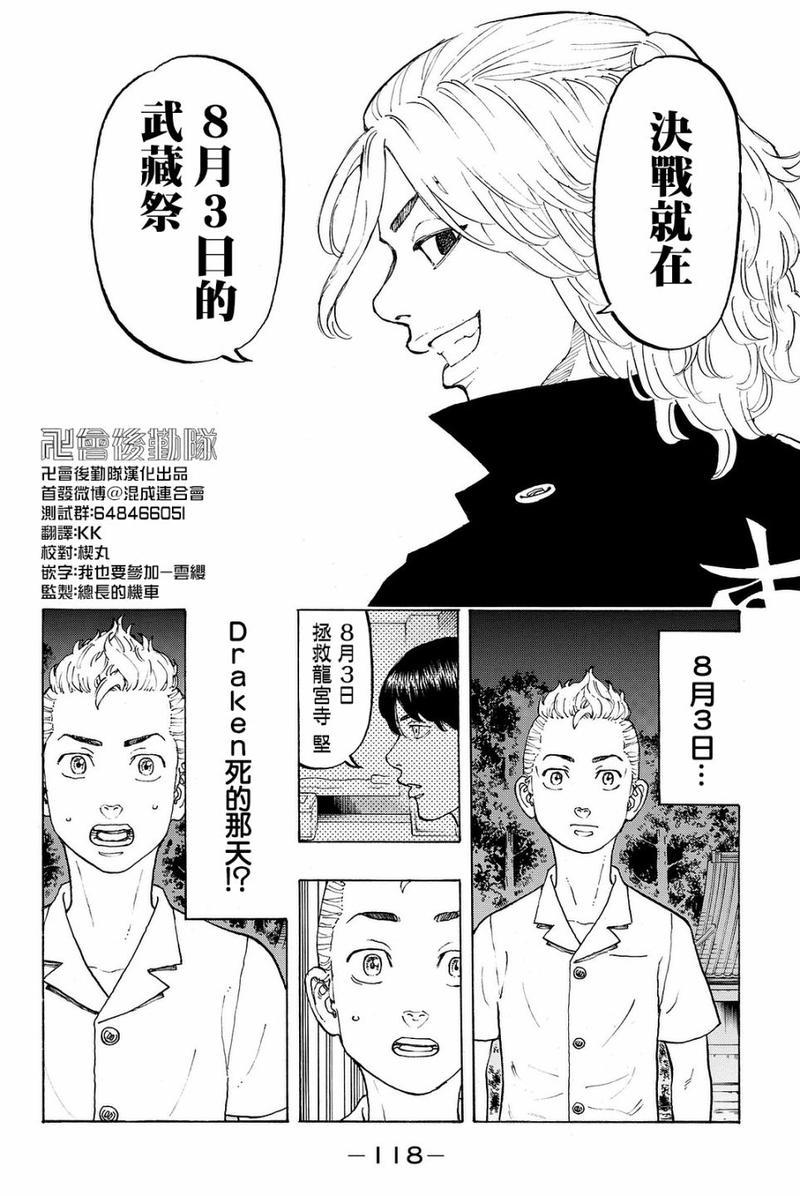 決戰就在
8月3日的
武藏祭
卍會後勤隊
卍會後勤隊漢化出品
首發微博@混成連合會
測試群:648466051
翻譯:KK
校對:楔丸
嵌字:我也要參加一雲纓
監製:總長的機車
8月3日…
8月3日
拯救龍宮寺 堅
Draken死的那天!?
-118-